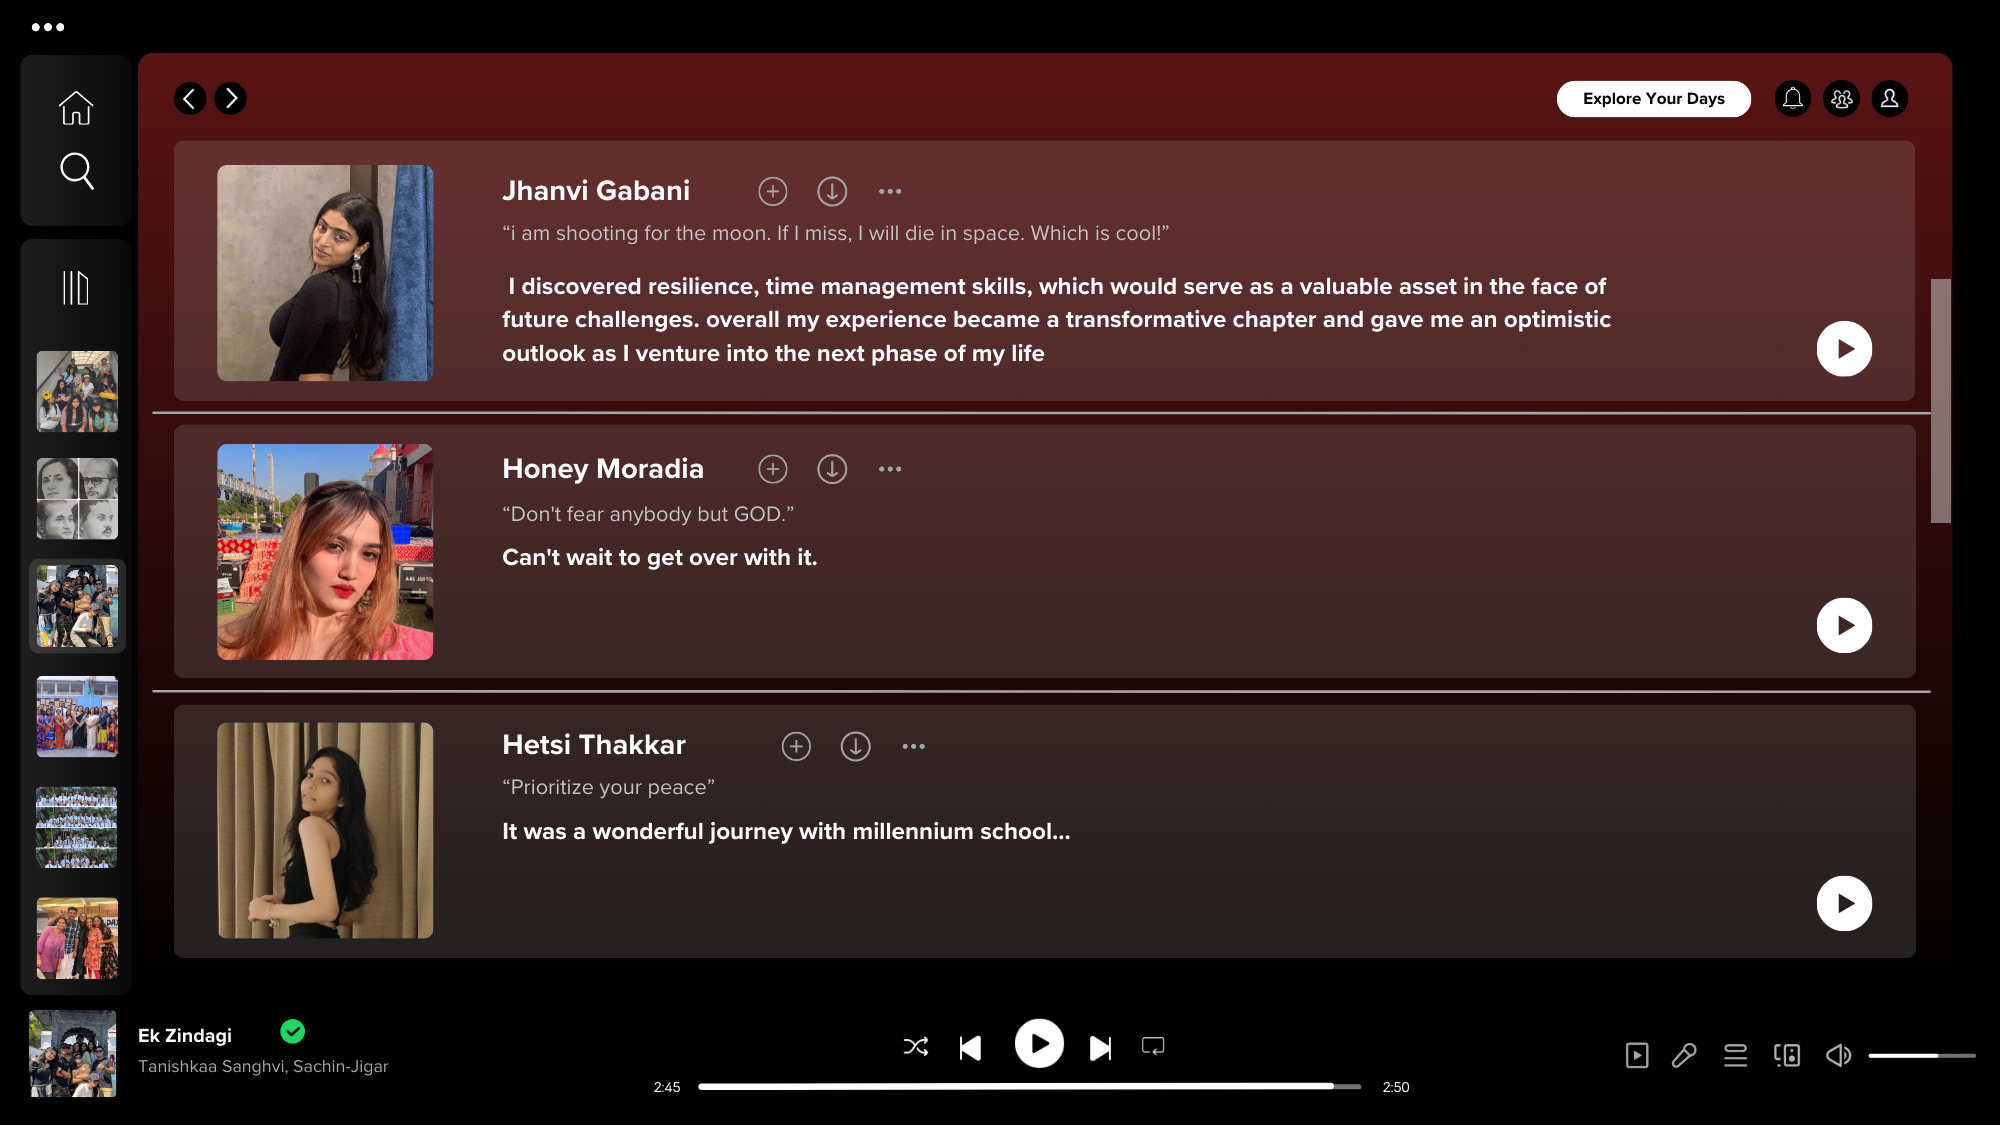 Explore Your Days
Jhanvi Gabani
“i am shooting for the moon. If I miss, I will die in space. Which is cool!”
I discovered resilience, time management skills, which would serve as a valuable asset in the face of
future challenges. overall my experience became a transformative chapter and gave me an optimistic
outlook as I venture into the next phase of my life
Honey Moradia
“Don't fear anybody but GOD.”
Can't wait to get over with it.
Hetsi Thakkar
“Prioritize your peace”
It was a wonderful journey with millennium school...
Ek Zindagi
Tanishkaa Sanghvi, Sachin-Jigar
2:45
2:50